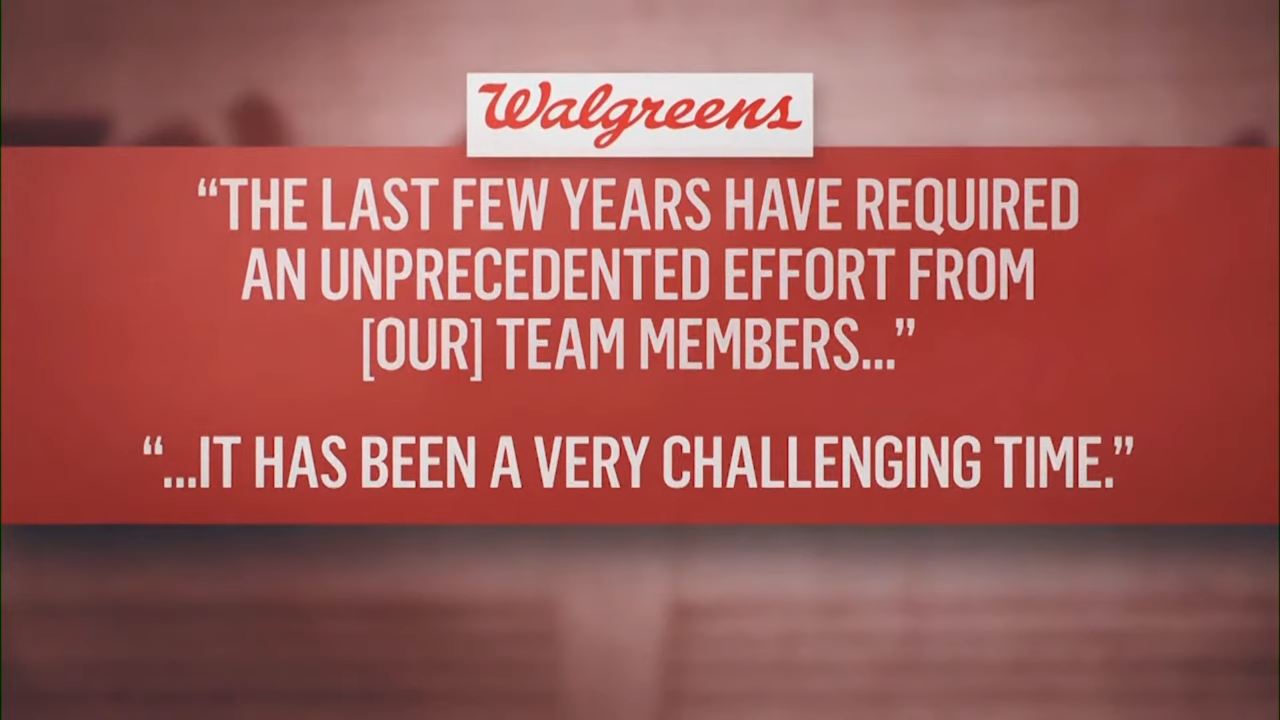 Walgreens
“THE LAST FEW YEARS HAVE REQUIRED
AN UNPRECEDENTED EFFORT FROM
[OUR] TEAM MEMBERS...”
“...IT HAS BEEN A VERY CHALLENGING TIME.”